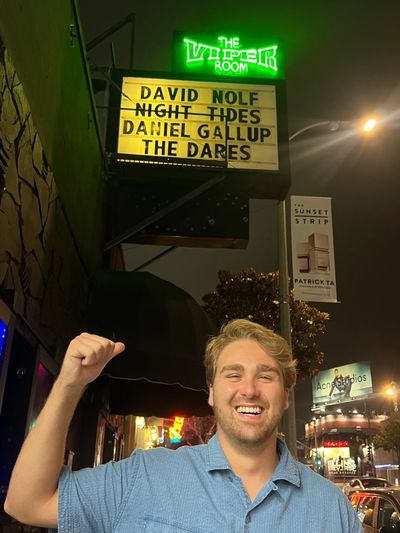 THE
VIPER
ROOM
DAVID NOLF
NIGHT TIDES
DANIEL GALLUP
THE DARES
THE
SUNSET
STRIP
PATRICK TA
Acne Studios